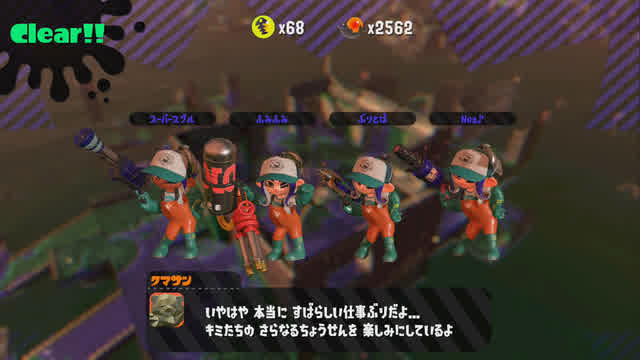 Clear!!
x68
x2562
スーパースグル
ふみふみ
ぶりとば
Noa♪
クマサン
いやはや 本当に すばらしい仕事ぶりだよ...
キミたちの さらなるちょうせんを 楽しみにしているよ